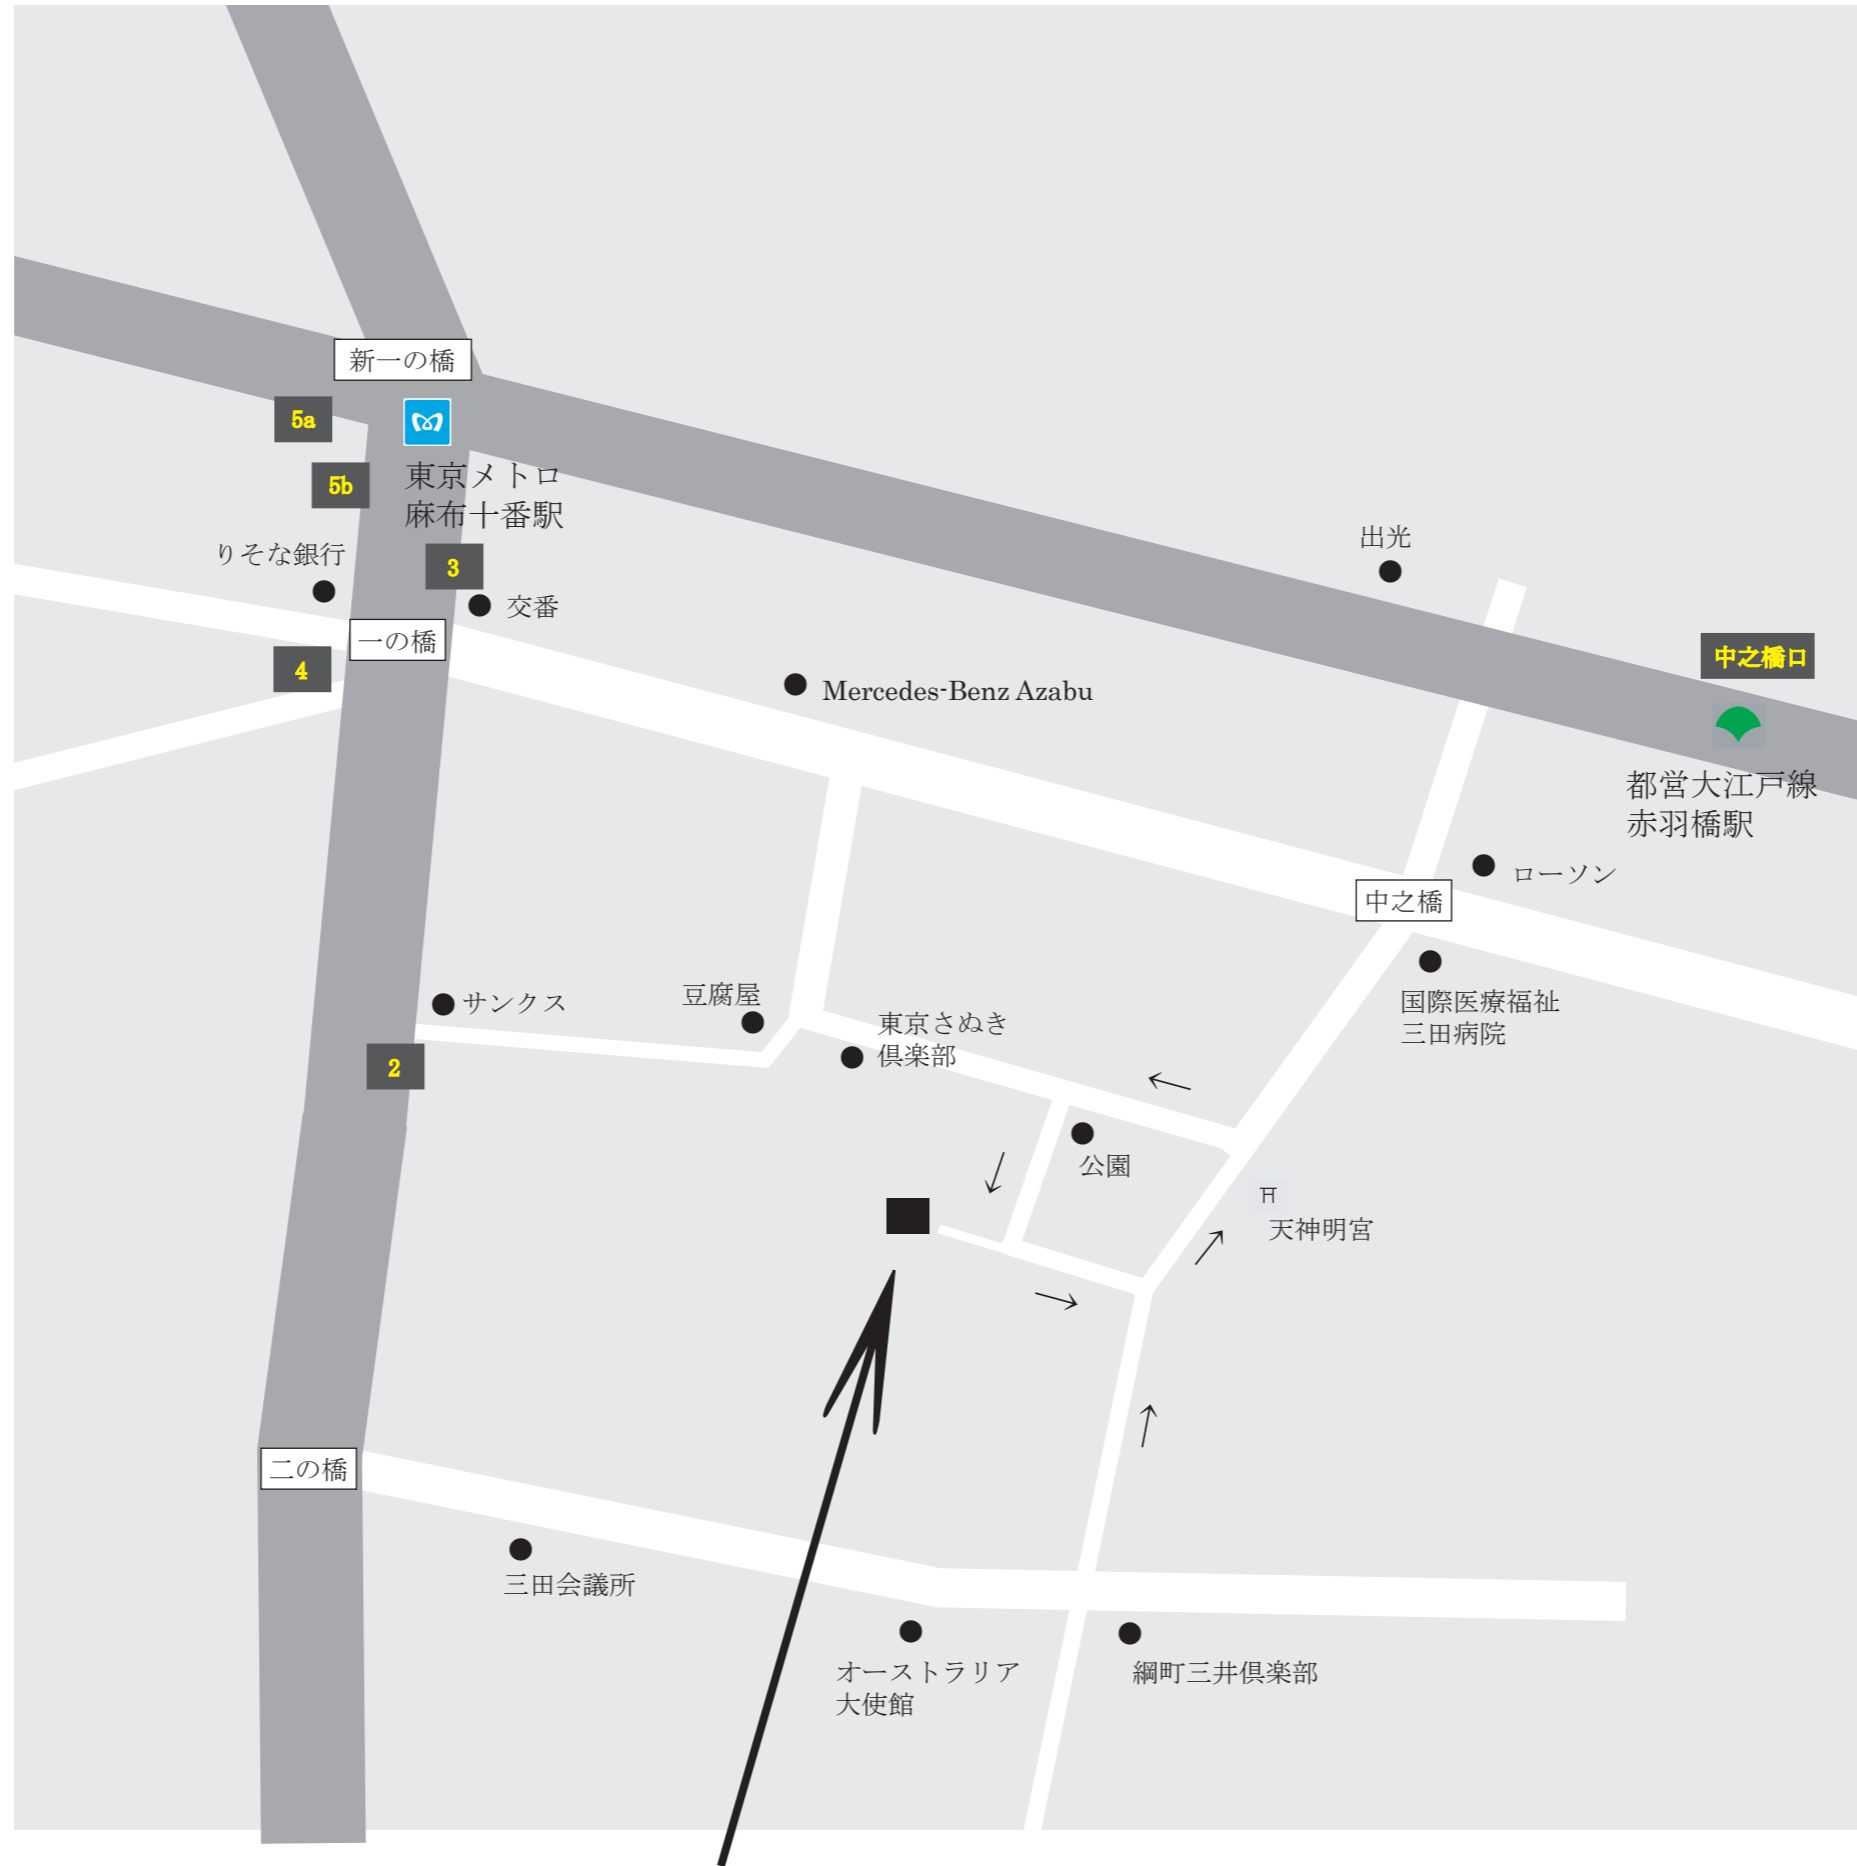 新一の橋
5a
5b
東京メトロ
麻布十番駅
りそな銀行
3
交番
一の橋
4
出光
中之橋口
Mercedes-Benz Azabu
都営大江戸線
赤羽橋駅
ローソン
中之橋
国際医療福祉
三田病院
サンクス
豆腐屋
東京さぬき
倶楽部
2
公園
天神明宮
二の橋
三田会議所
オーストラリア
大使館
綱町三井倶楽部